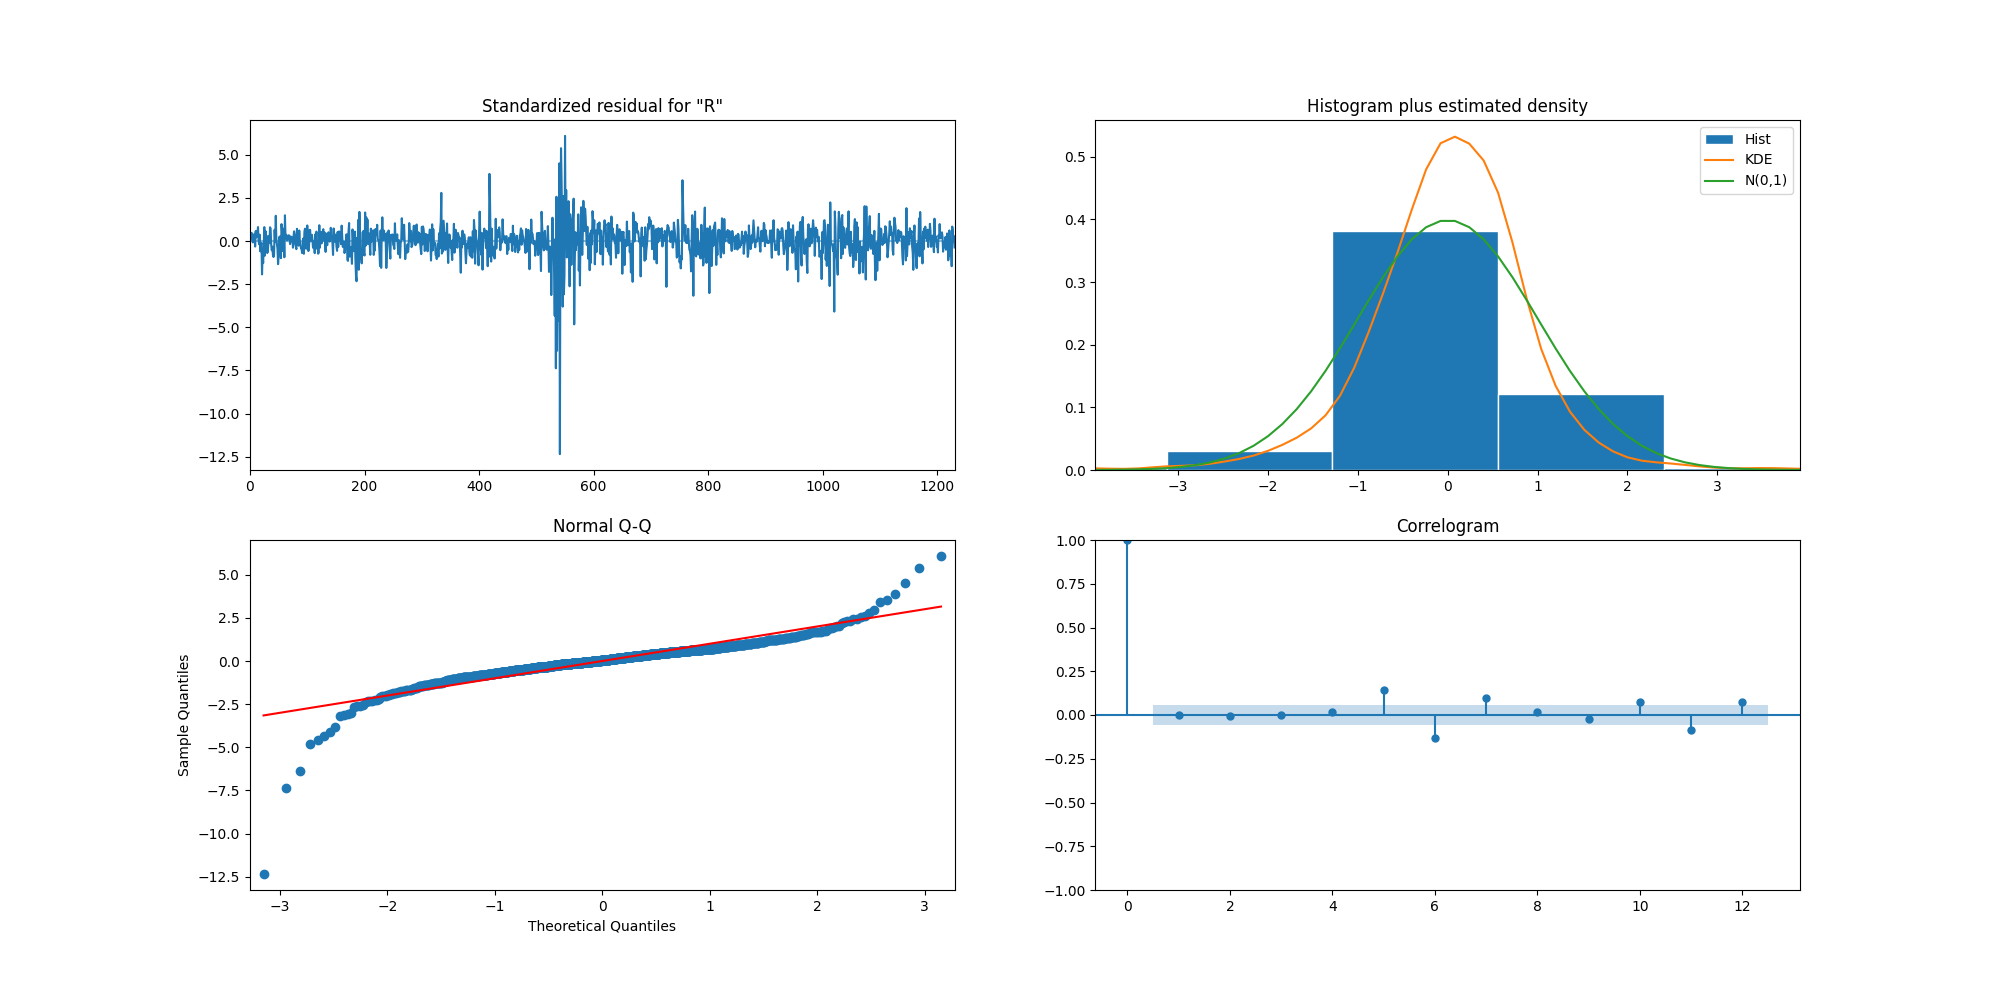 Standardized residual for "R"
5.0
2.5
0.0
−2.5
−5.0
−7.5
−10.0
−12.5
0 200 400 600 800 1000 1200
Histogram plus estimated density
Hist
KDE
N(0,1)
0.5
0.4
0.3
0.2
0.1
0.0
−3 −2 −1 0 1 2 3
Normal Q-Q
Sample Quantiles
5.0
2.5
0.0
−2.5
−5.0
−7.5
−10.0
−12.5
−3 −2 −1 0 1 2 3
Theoretical Quantiles
Correlogram
1.00
0.75
0.50
0.25
0.00
−0.25
−0.50
−0.75
−1.00
0 2 4 6 8 10 12